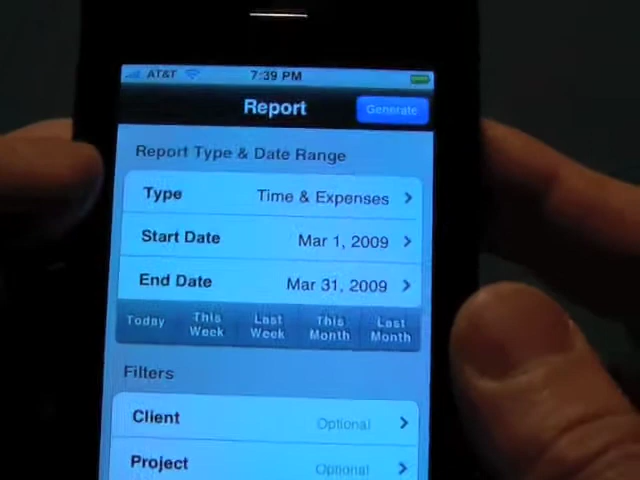 AT&T 7:39 PM
Report Generate
Report Type & Date Range
Type Time & Expenses
Start Date Mar 1, 2009
End Date Mar 31, 2009
Today This Week Last Week This Month Last Month
Filters
Client Optional
Project Optional